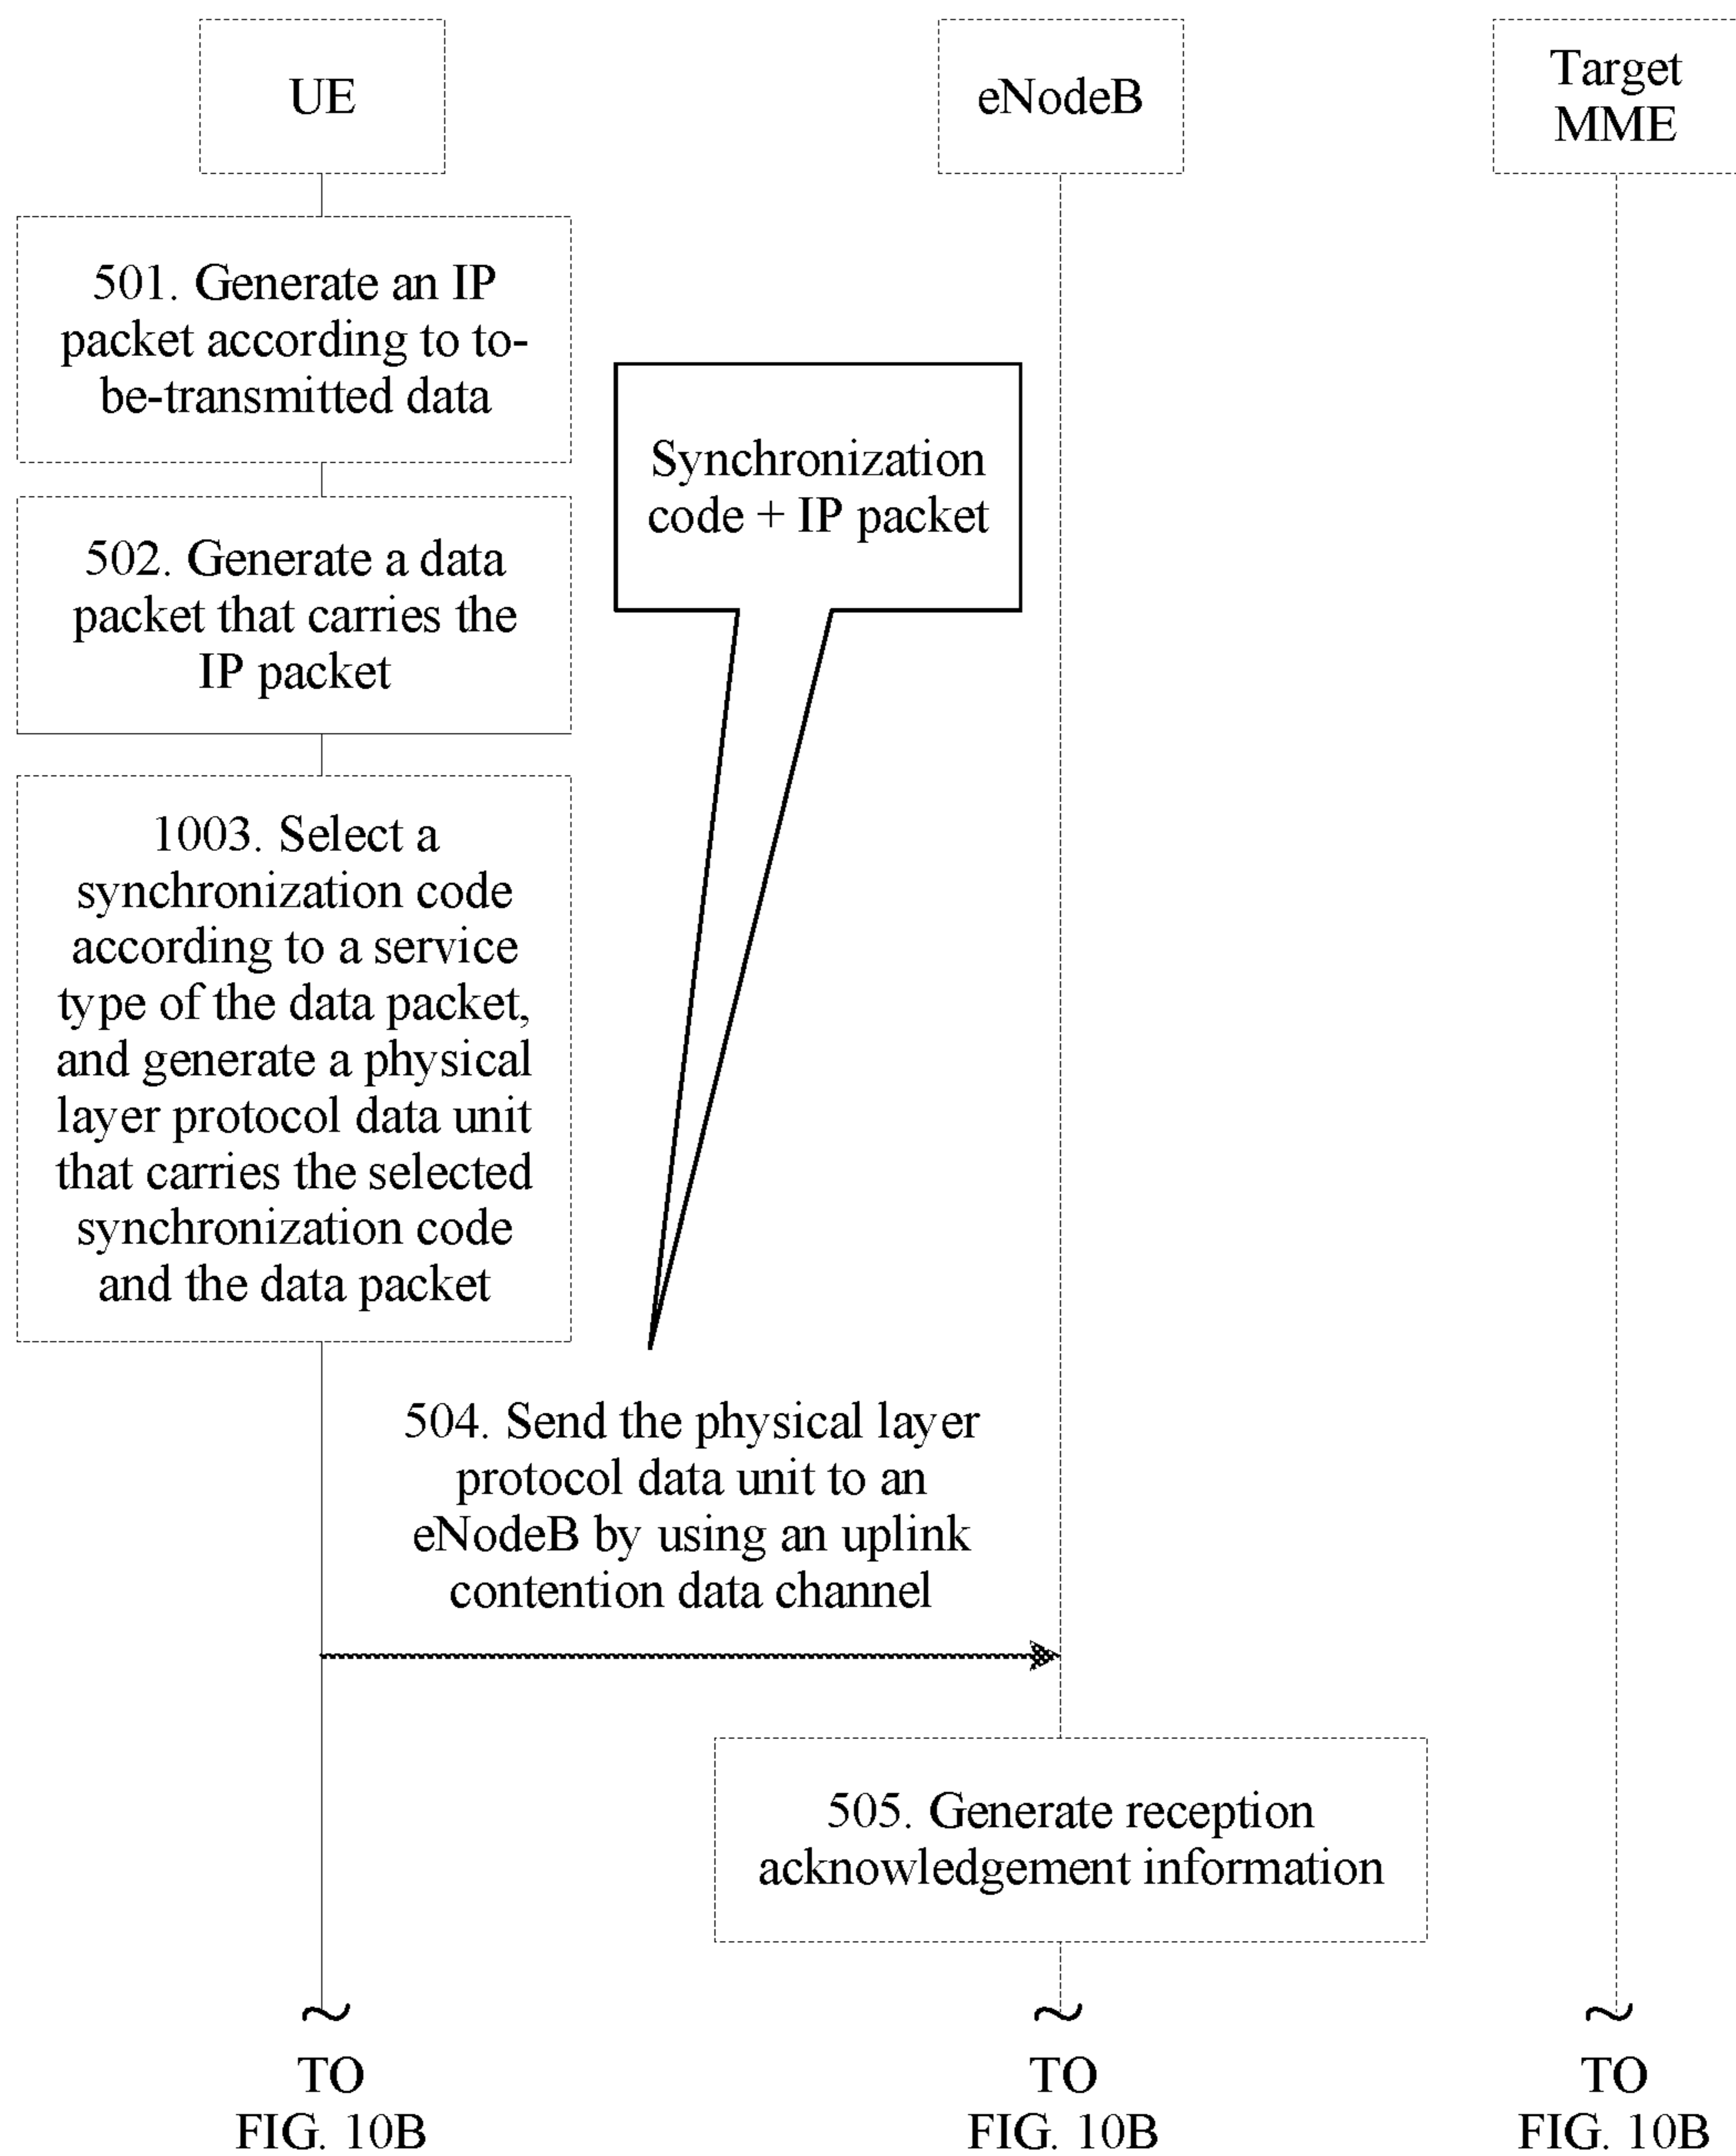 UE
eNodeB
Target
MME
501. Generate an IP
packet according to to-
be-transmitted data
Synchronization
code + IP packet
502. Generate a data
packet that carries the
IP packet
1003. Select a
synchronization code
according to a service
type of the data packet,
and generate a physical
layer protocol data unit
that carries the selected
synchronization code
and the data packet
504. Send the physical layer
protocol data unit to an
eNodeB by using an uplink
contention data channel
505. Generate reception
acknowledgement information
~
~
~
TO
FIG. 10B
TO
FIG. 10B
TO
FIG. 10B